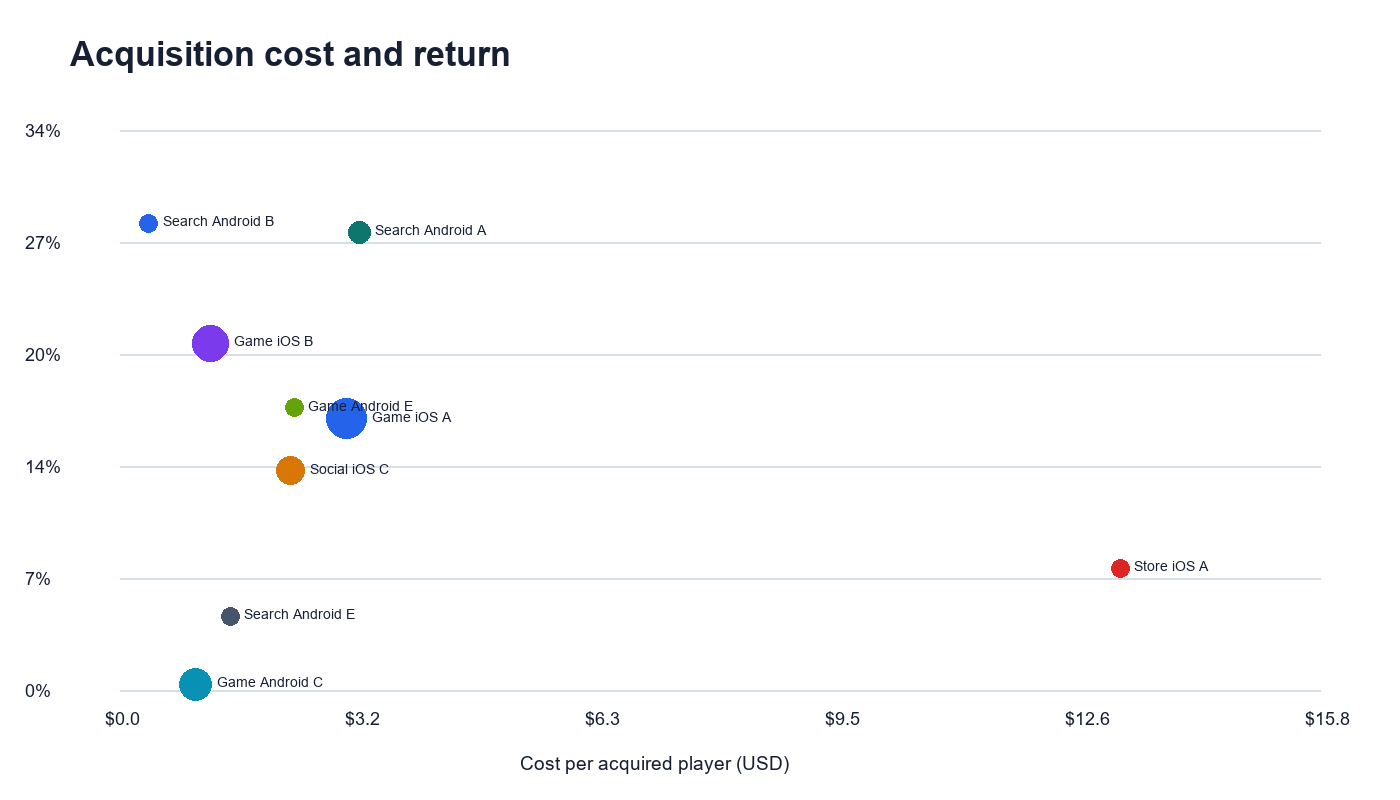 Acquisition cost and return
34%
Search Android B
Search Android A
27%
Game iOS B
20%
Game Android E
Game iOS A
14%
Social iOS C
Store iOS A
7%
Search Android E
Game Android C
0%
$0.0 $3.2 $6.3 $9.5 $12.6 $15.8
Cost per acquired player (USD)